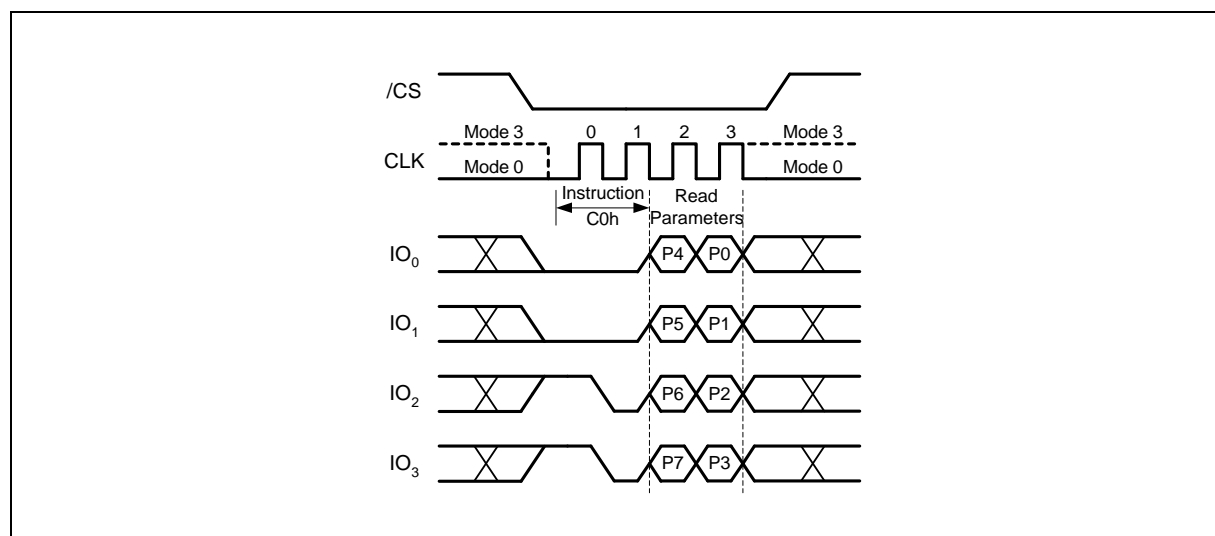 /CS
Mode 3 0 1 2 3 Mode 3
CLK
Mode 0 Mode 0
Instruction Read
C0h Parameters
IO0 P4 P0
IO1 P5 P1
IO2 P6 P2
IO3 P7 P3